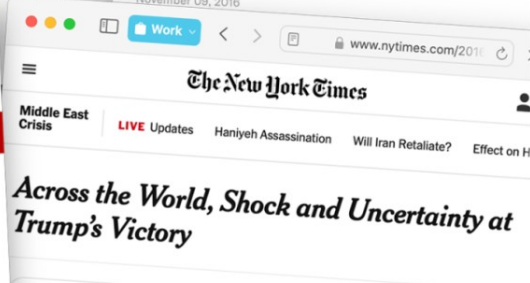 November 09, 2016
Work
www.nytimes.com/201
The New York Times
Middle East
Crisis
LIVE Updates
Haniyeh Assassination
Will Iran Retaliate?
Effect on H
Across the World, Shock and Uncertainty at
Trump's Victory